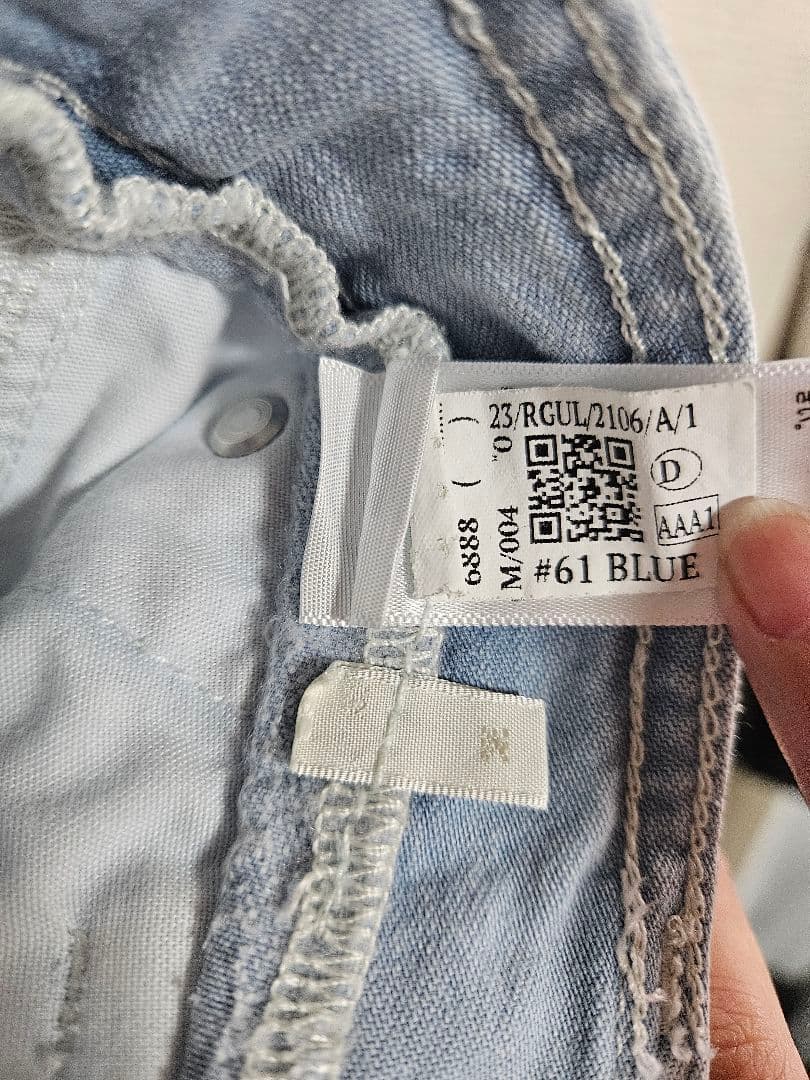 23/RGUL/2106/A/1
D
AAA1
#61 BLUE
M/004
6888 ( )